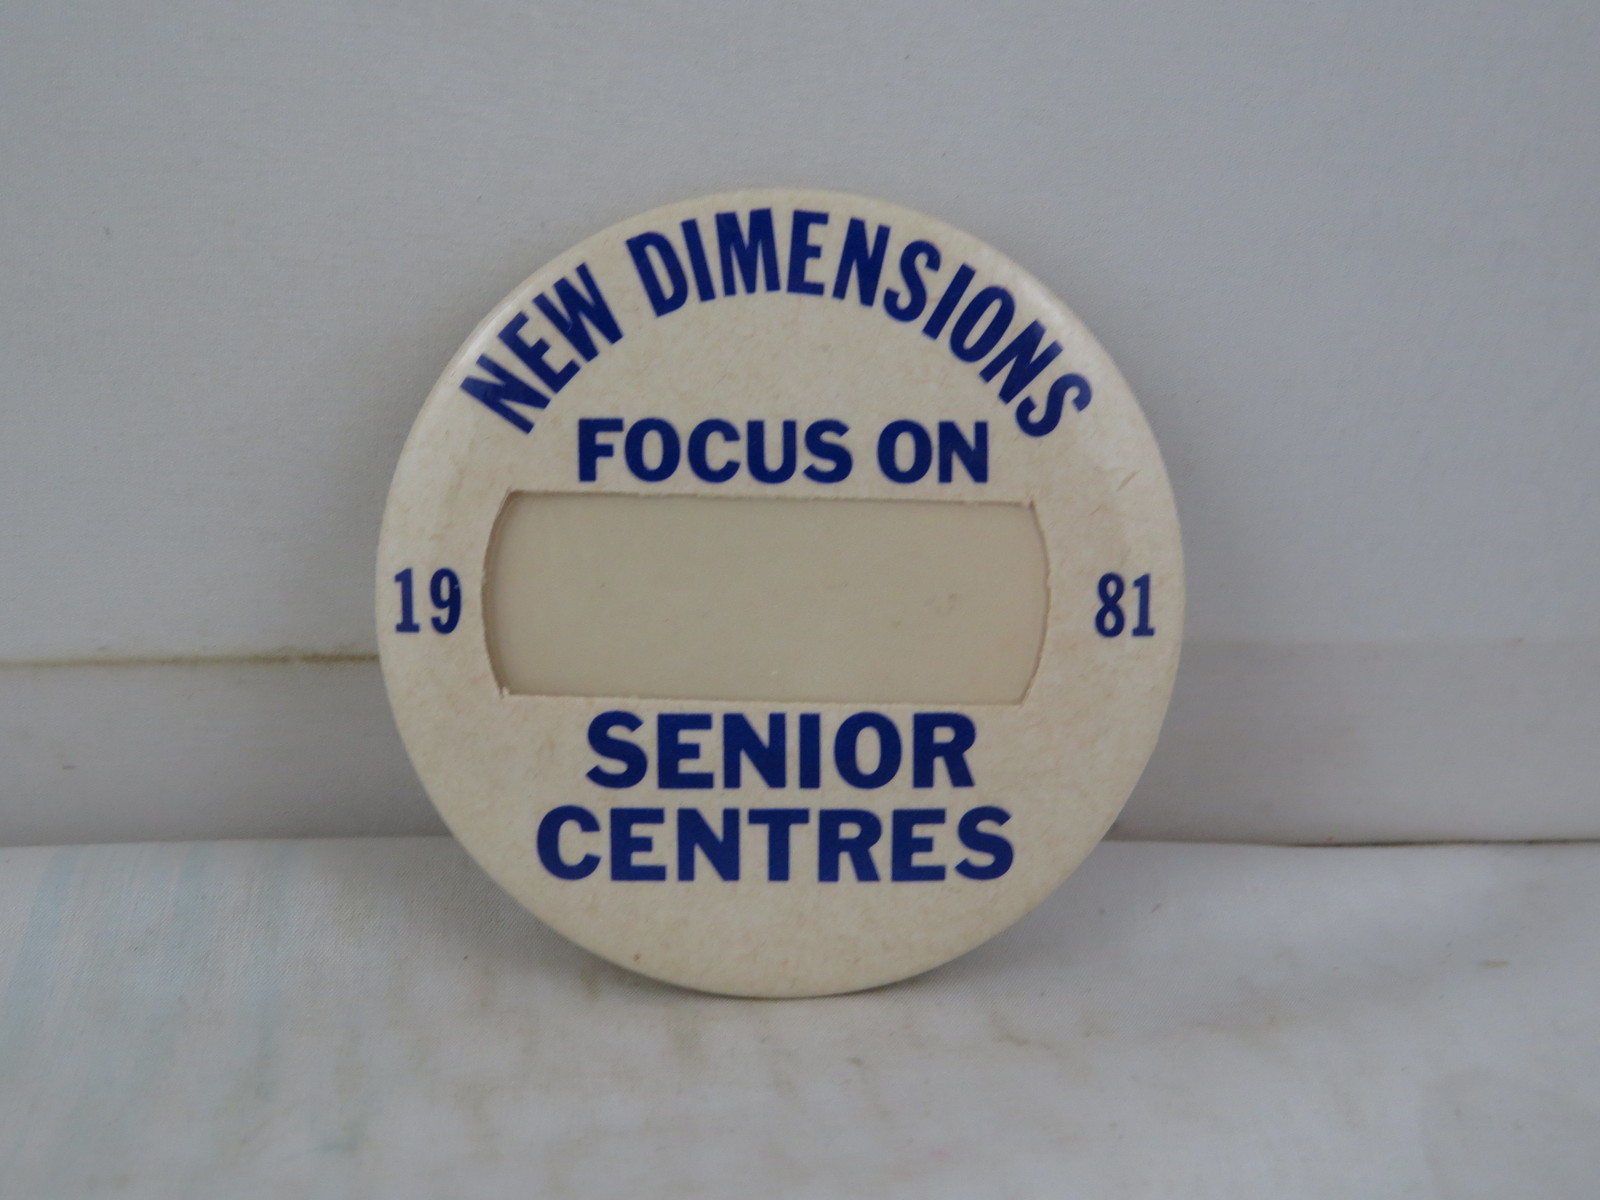 NEW DIMENSIONS
FOCUS ON
19 81
SENIOR
CENTRES